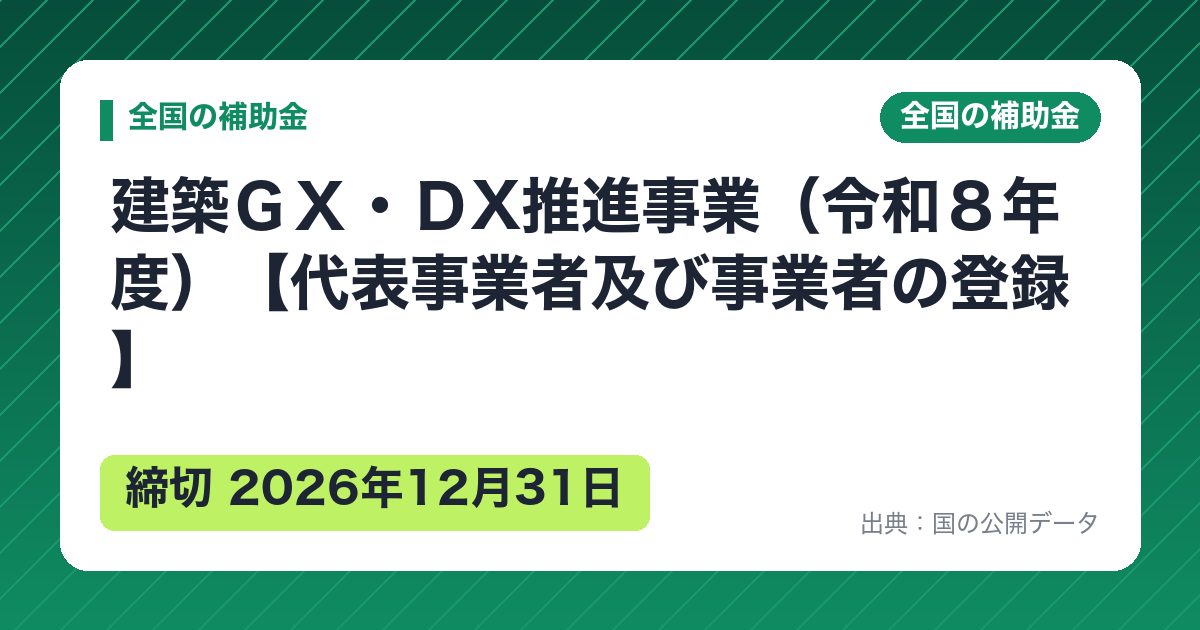 全国の補助金
全国の補助金
建築ＧＸ・ＤX推進事業（令和８年
度）【代表事業者及び事業者の登録
】
締切 2026年12月31日
出典：国の公開データ